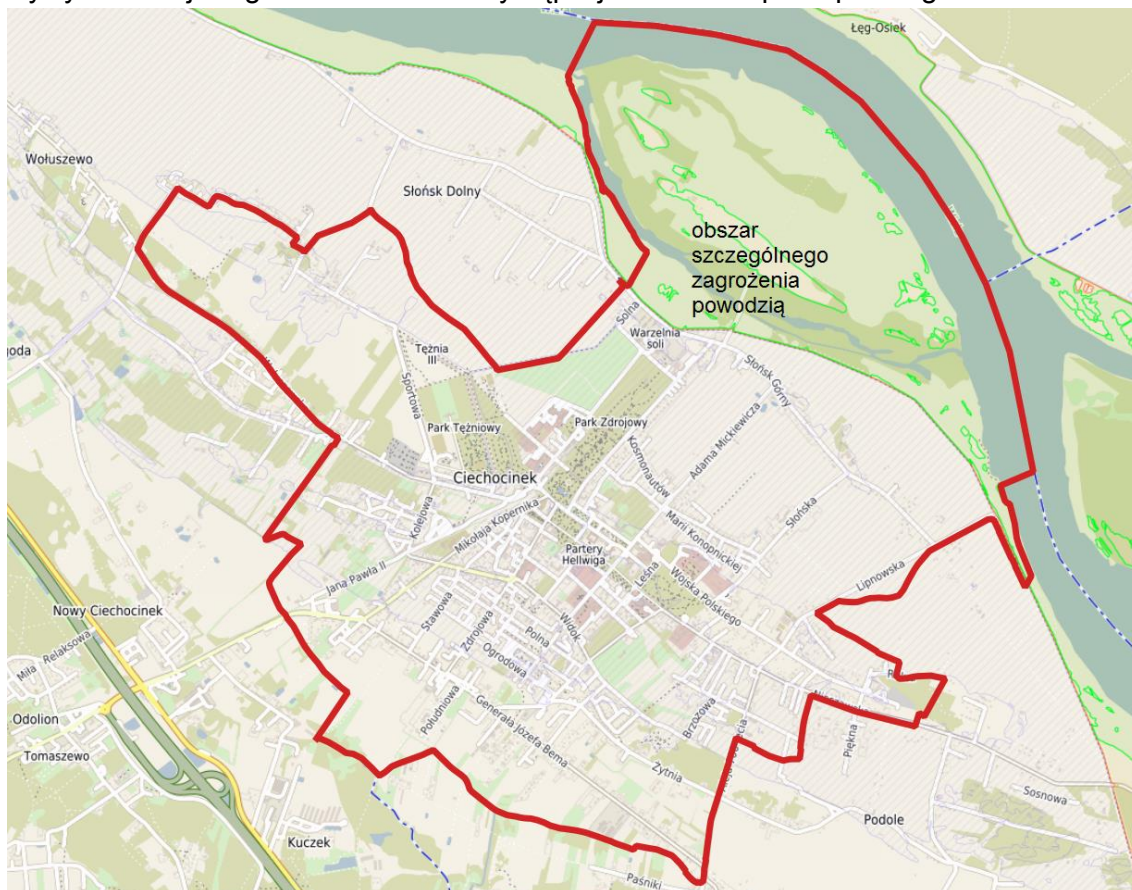 Łęg-Osiek
Wołuszewo
Słońsk Dolny
obszar
szczególnego
zagrożenia
powodzią
Solna
Warzelnia
soli
Tężnia
III
Słońsk Górny
Sportowa
Park Tężniowy
Park Zdrojowy
Adama Mickiewicza
Kosmonautów
Ciechocinek
Kolejowa
Mikołaja Kopernika
Słońska
Marii Konopnickiej
Partery
Hellwiga
Leśna
Jana Pawła II
Lipnowska
Wojska Polskiego
Nowy Ciechocinek
Stawowa
Zdrojowa
Polna
Widok
Miła
Relaksowa
Ogrodowa
Odolion
Południowa
Generała Józefa Bema
Brzozowa
Piękna
Tomaszewo
Żytnia
Sosnowa
Podole
Kuczek
Paśniki